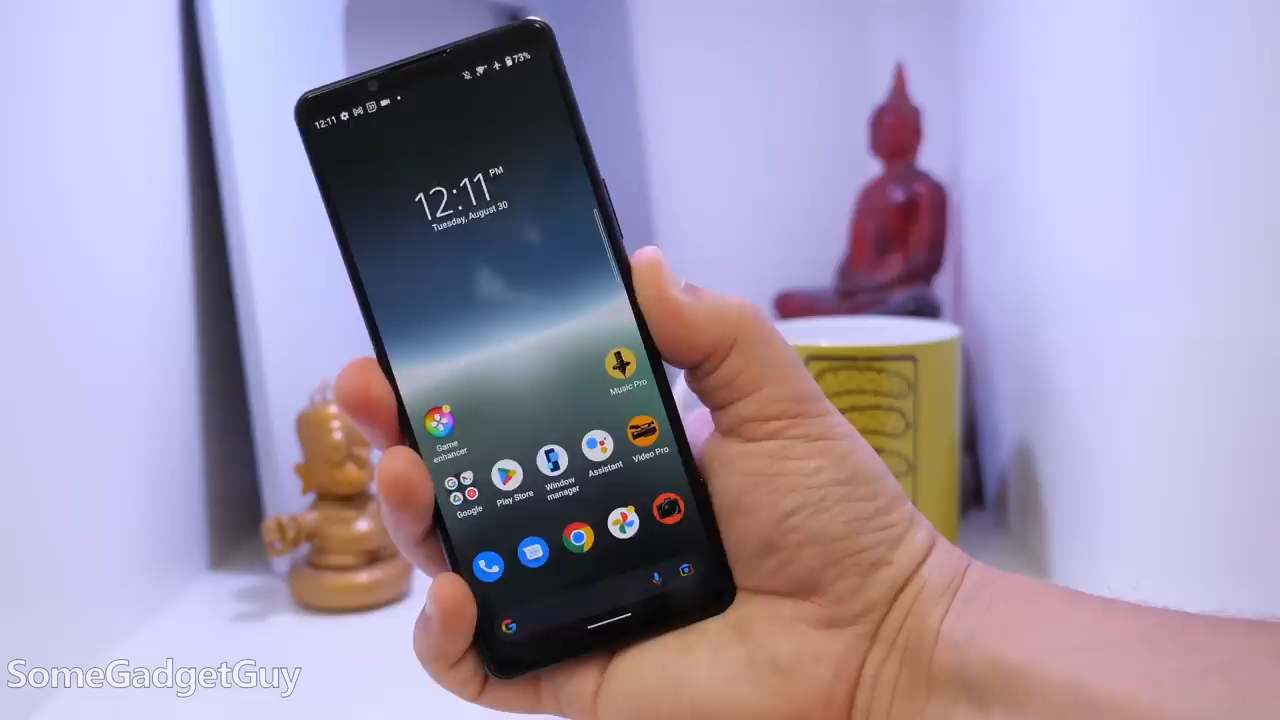 12:11
31
73%
12:11 PM
Tuesday, August 30
Music Pro
Game
enhancer
Google
Play Store
Window
manager
Assistant
Video Pro
G
SomeGadgetGuy